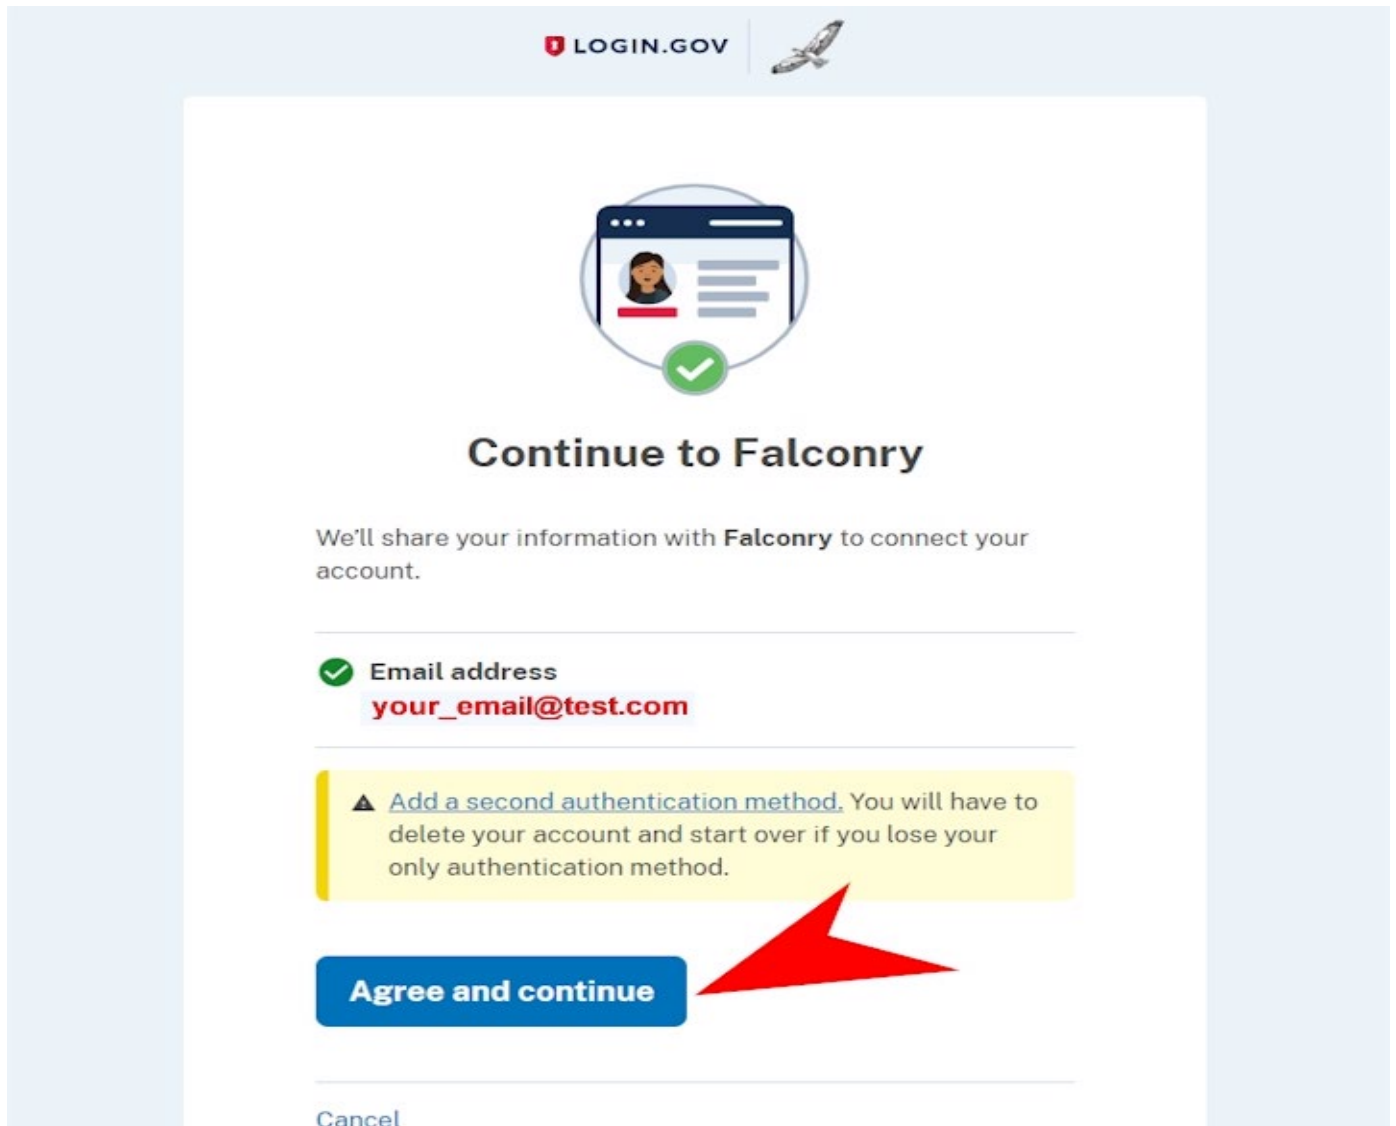 LOGIN.GOV
Continue to Falconry
We'll share your information with Falconry to connect your
account.
Email address
your_email@test.com
Add a second authentication method. You will have to
delete your account and start over if you lose your
only authentication method.
Agree and continue
Cancel